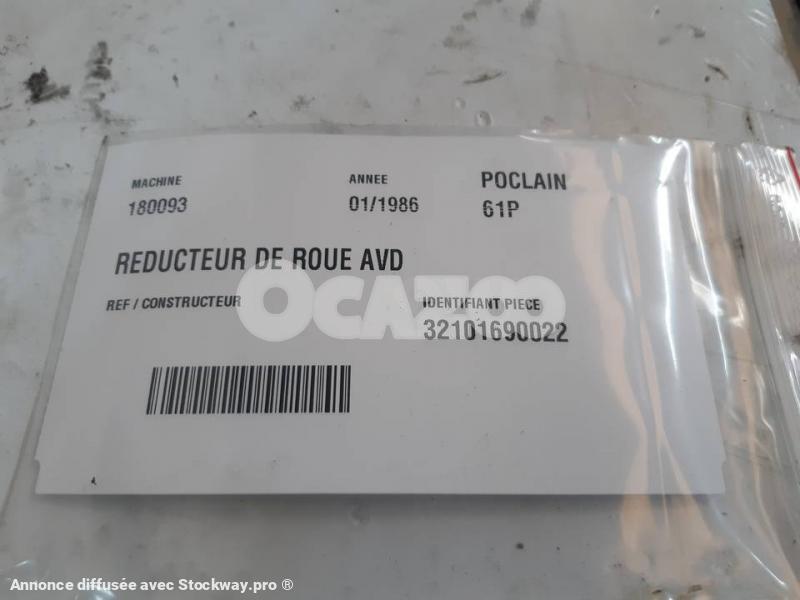 MACHINE ANNEE POCLAIN
180093 01/1986 61P
REDUCTEUR DE ROUE AVD
REF / CONSTRUCTEUR IDENTIFIANT PIECE
32101690022
OCAZOO
Annonce diffusée avec Stockway.pro ®